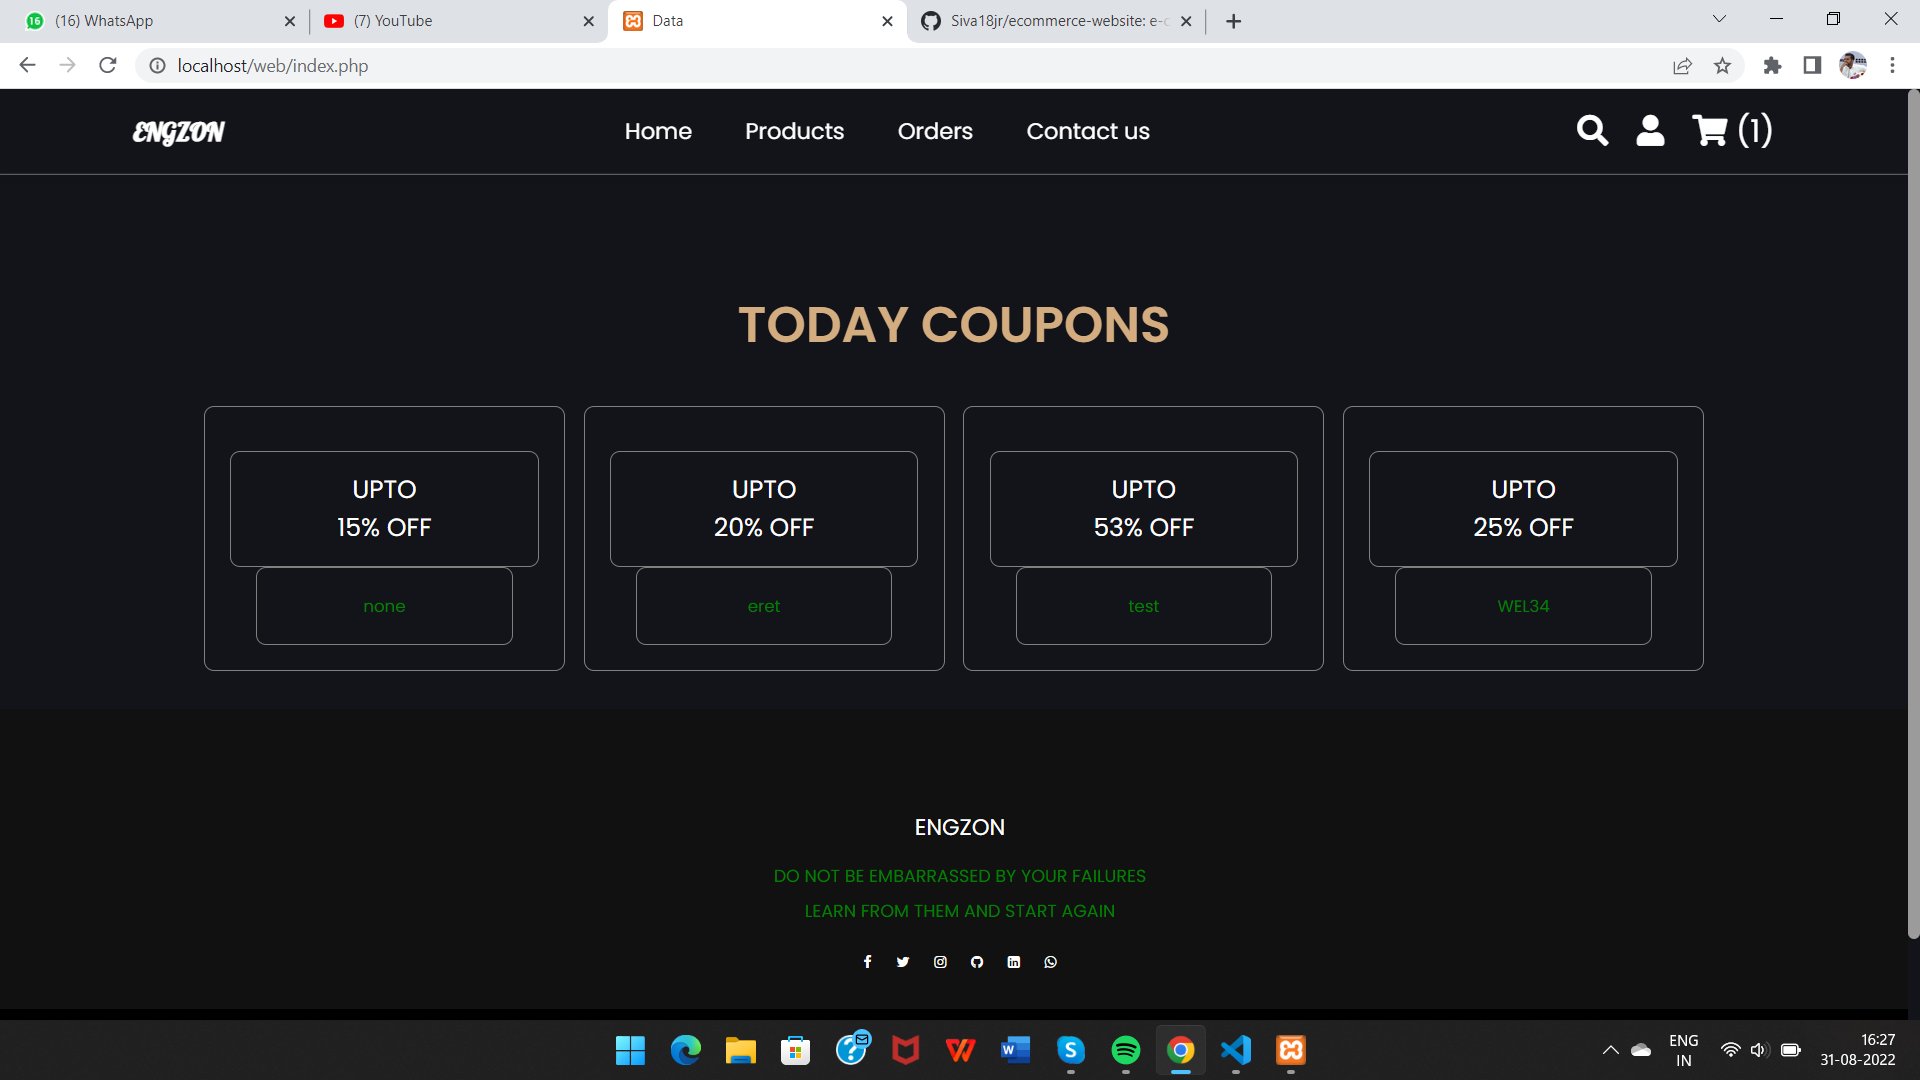 (16) WhatsApp
(7) YouTube
Data
Siva18jr/ecommerce-website: e-c
localhost/web/index.php
ENGZON
Home
Products
Orders
Contact us
(1)
TODAY COUPONS
UPTO
15% OFF
none
UPTO
20% OFF
eret
UPTO
53% OFF
test
UPTO
25% OFF
WEL34
ENGZON
DO NOT BE EMBARRASSED BY YOUR FAILURES
LEARN FROM THEM AND START AGAIN
ENG
IN
16:27
31-08-2022